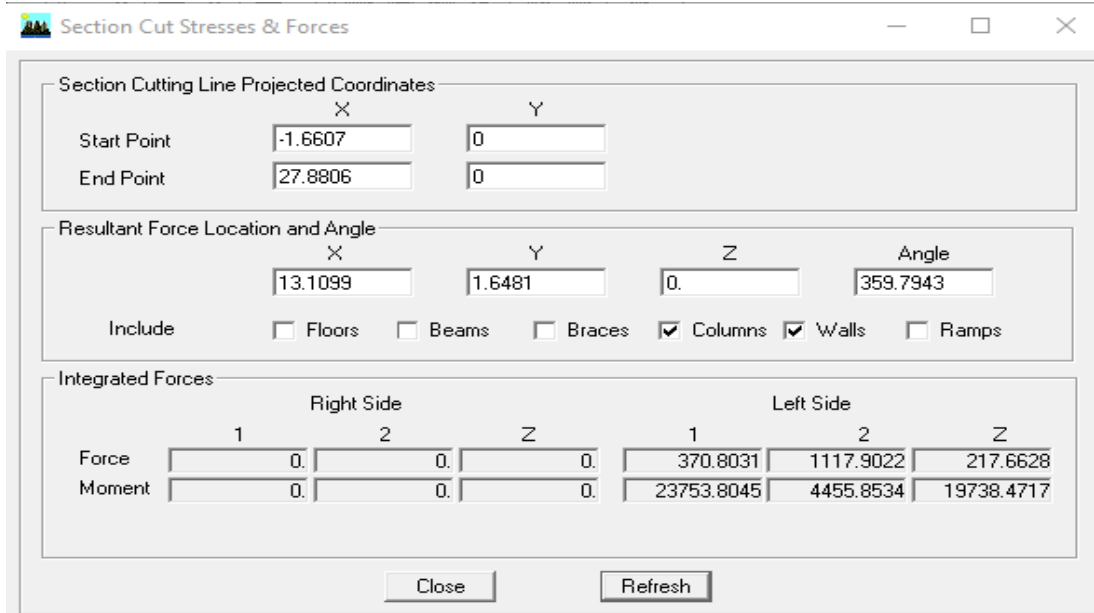 Section Cut Stresses & Forces
Section Cutting Line Projected Coordinates
X Y
Start Point -1.6607 0
End Point 27.8806 0
Resultant Force Location and Angle
X Y Z Angle
13.1099 1.6481 0. 359.7943
Include Floors Beams Braces Columns Walls Ramps
Integrated Forces
Right Side Left Side
1 2 Z 1 2 Z
Force 0. 0. 0. 370.8031 1117.9022 217.6628
Moment 0. 0. 0. 23753.8045 4455.8534 19738.4717
Close Refresh